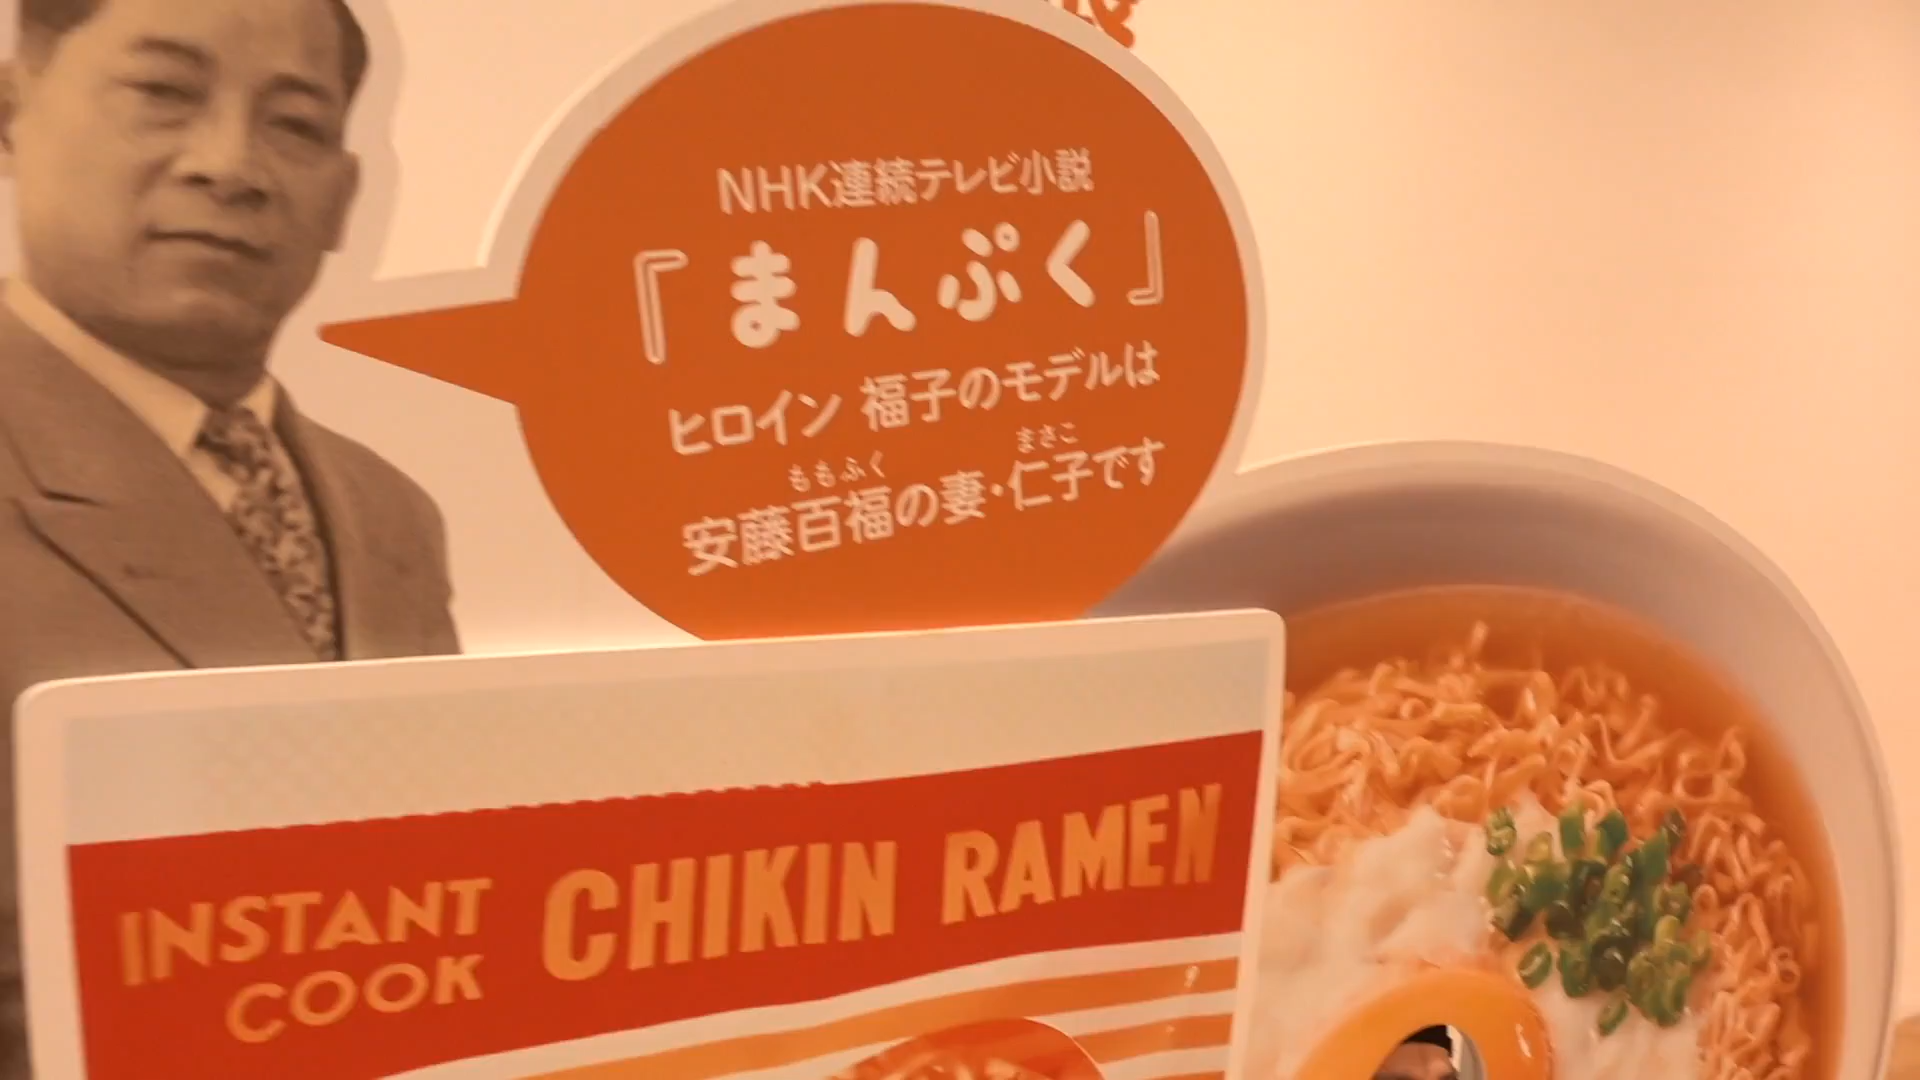 NHK連続テレビ小説
『まんぷく』
ヒロイン 福子のモデルは
ももふく まさこ
安藤百福の妻・仁子です
INSTANT COOK
CHIKIN RAMEN